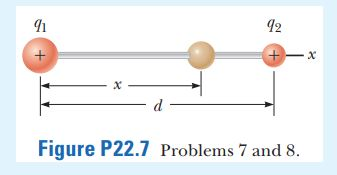 q1 q2
+ + x
x
d
Figure P22.7 Problems 7 and 8.